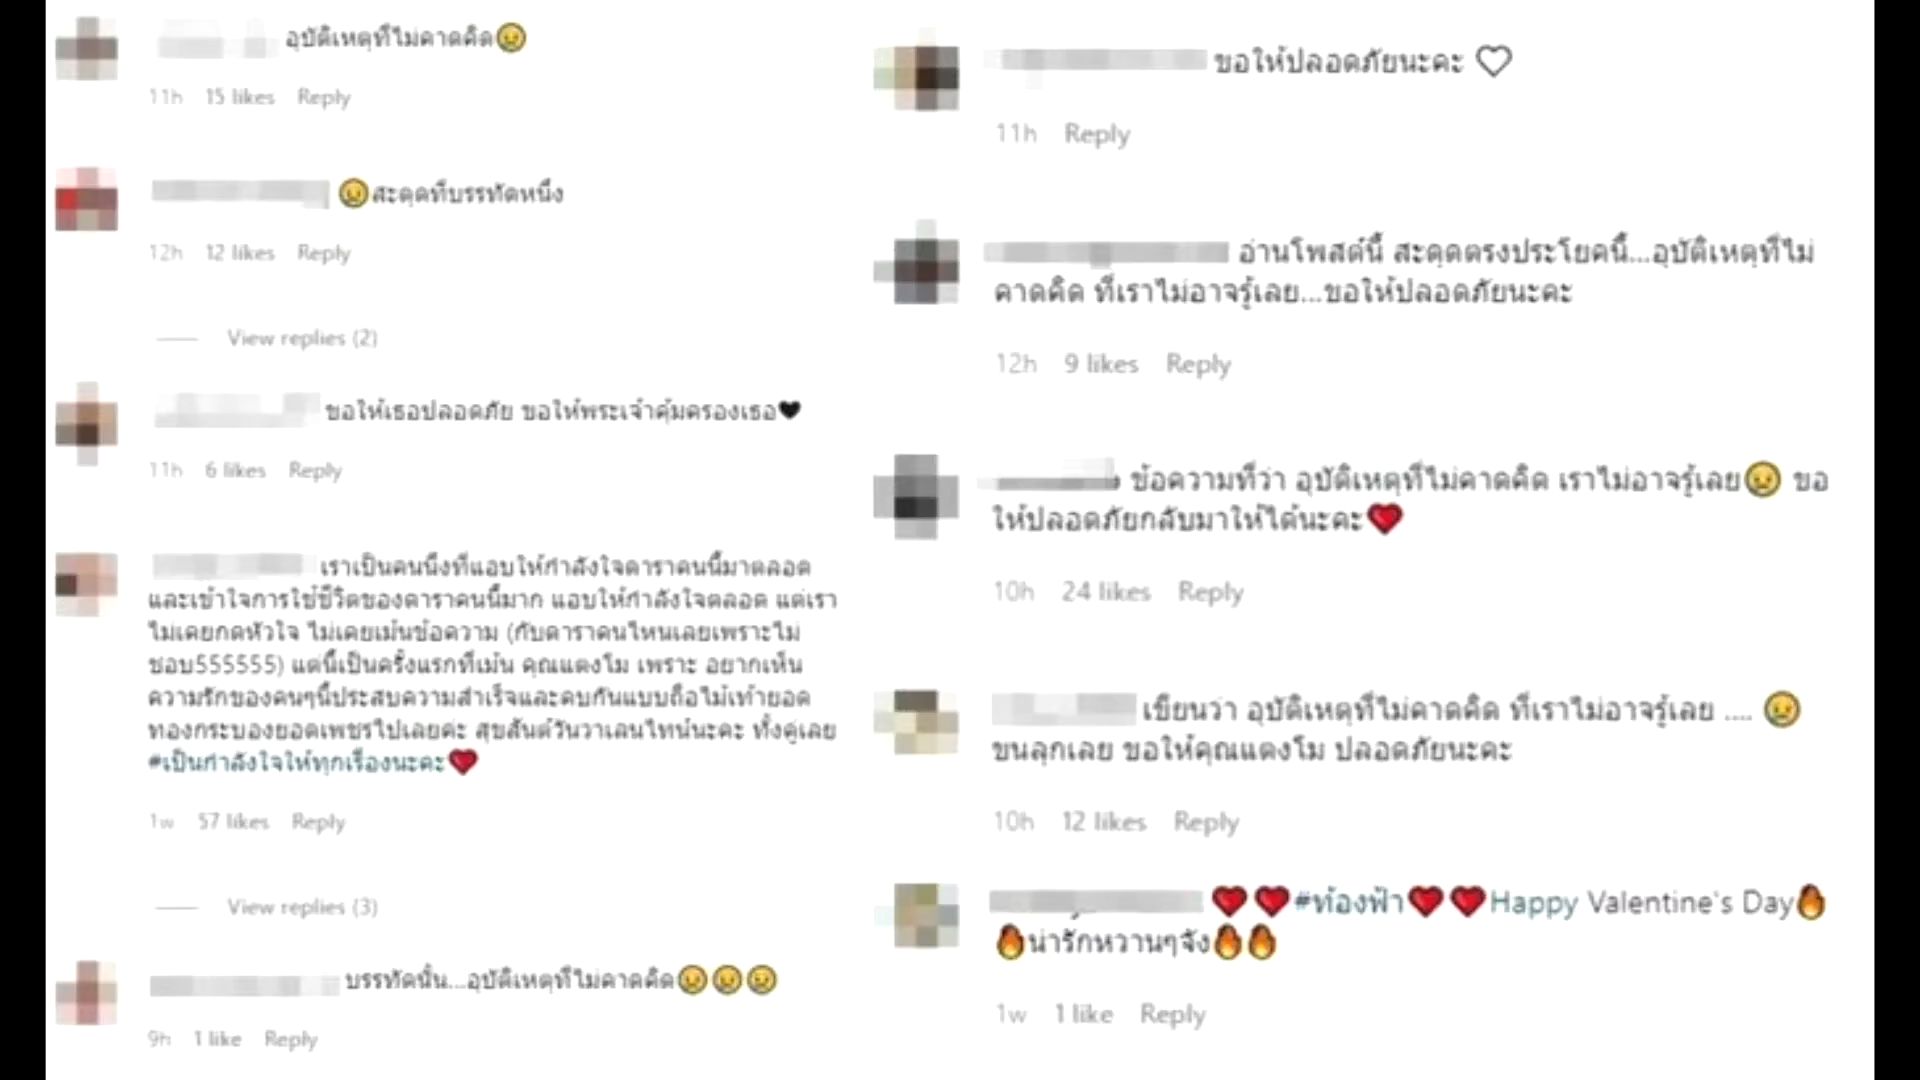 อุบัติเหตุที่ไม่คาดคิด😢
11h 15 likes Reply
😢สะดุดที่บรรทัดหนึ่ง
12h 12 likes Reply
View replies (2)
ขอให้เธอปลอดภัย ขอให้พระเจ้าคุ้มครองเธอ🖤
11h 6 likes Reply
เราเป็นคนนึงที่แอบให้กำลังใจดาราคนนี้มาตลอด
และเข้าใจการใช้ชีวิตของดาราคนนี้มาก แอบให้กำลังใจตลอด แต่เรา
ไม่เคยกดหัวใจ ไม่เคยเม้นข้อความ (กับดาราคนไหนเลยเพราะไม่
ชอบ555555) แต่นี้เป็นครั้งแรกที่เม้น คุณแตงโม เพราะ อยากเห็น
ความรักของคนๆนี้ประสบความสำเร็จและคบกันแบบถือไม้เท้ายอด
ทองกระบองยอดเพชรไปเลยค่ะ สุขสันต์วันวาเลนไทน์นะคะ ทั้งคู่เลย
#เป็นกำลังใจให้ทุกเรื่องนะคะ❤️
1w 57 likes Reply
View replies (3)
บรรทัดนั้น...อุบัติเหตุที่ไม่คาดคิด😢😢😢
9h 1 like Reply
ขอให้ปลอดภัยนะคะ ♡
11h Reply
อ่านโพสต์นี้ สะดุดตรงประโยคนี้...อุบัติเหตุที่ไม่
คาดคิด ที่เราไม่อาจรู้เลย...ขอให้ปลอดภัยนะคะ
12h 9 likes Reply
ข้อความที่ว่า อุบัติเหตุที่ไม่คาดคิด เราไม่อาจรู้เลย😢 ขอ
ให้ปลอดภัยกลับมาให้ได้นะคะ❤️
10h 24 likes Reply
เขียนว่า อุบัติเหตุที่ไม่คาดคิด ที่เราไม่อาจรู้เลย .... 😢
ขนลุกเลย ขอให้คุณแตงโม ปลอดภัยนะคะ
10h 12 likes Reply
❤️❤️#ท้องฟ้า❤️❤️Happy Valentine's Day🔥
🔥น่ารักหวานๆจัง🔥🔥
1w 1 like Reply